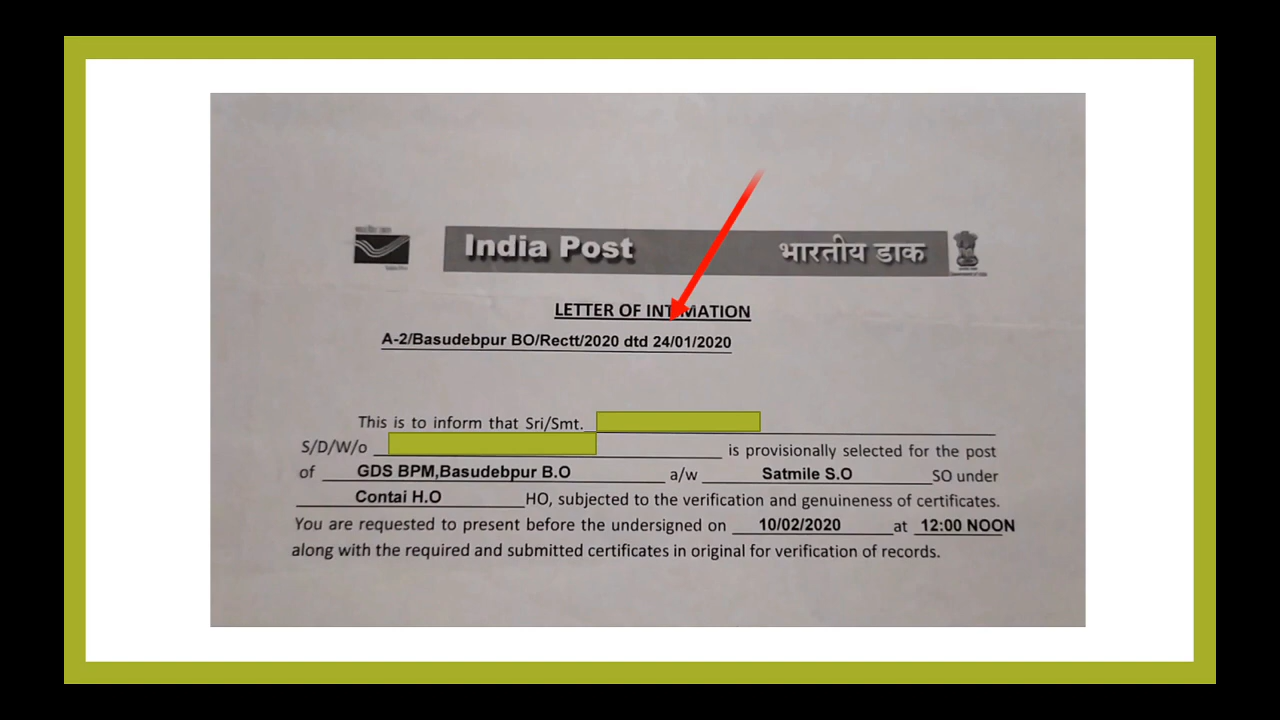 India Post भारतीय डाक
LETTER OF INTIMATION
A-2/Basudebpur BO/Rectt/2020 dtd 24/01/2020
This is to inform that Sri/Smt.
S/D/W/o is provisionally selected for the post
of GDS BPM,Basudebpur B.O a/w Satmile S.O SO under
Contai H.O HO, subjected to the verification and genuineness of certificates.
You are requested to present before the undersigned on 10/02/2020 at 12:00 NOON
along with the required and submitted certificates in original for verification of records.